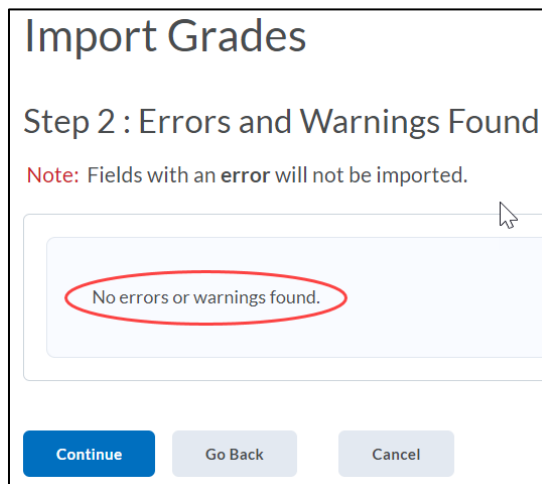 Import Grades
Step 2 : Errors and Warnings Found
Note: Fields with an error will not be imported.
No errors or warnings found.
Continue Go Back Cancel